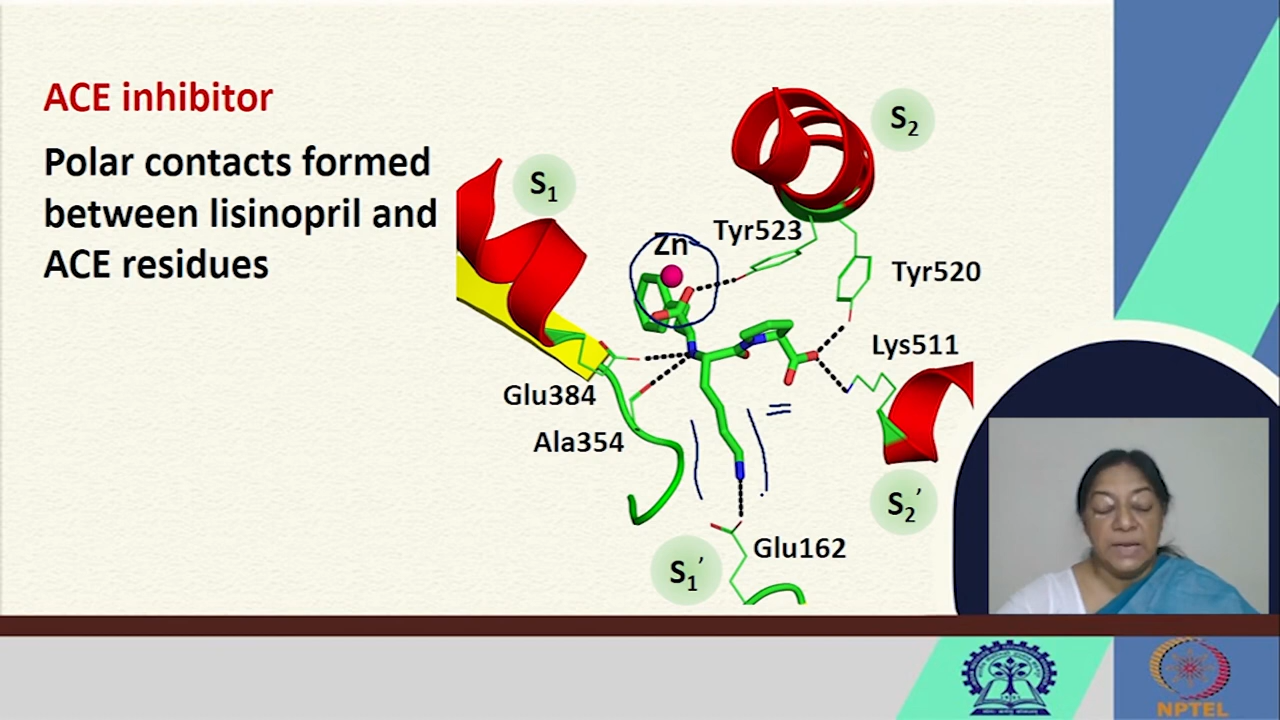 ACE inhibitor
Polar contacts formed
between lisinopril and
ACE residues
S₂
S₁
Tyr523
Zn
Tyr520
Lys511
Glu384
Ala354
S₂’
Glu162
S₁’
NPTEL